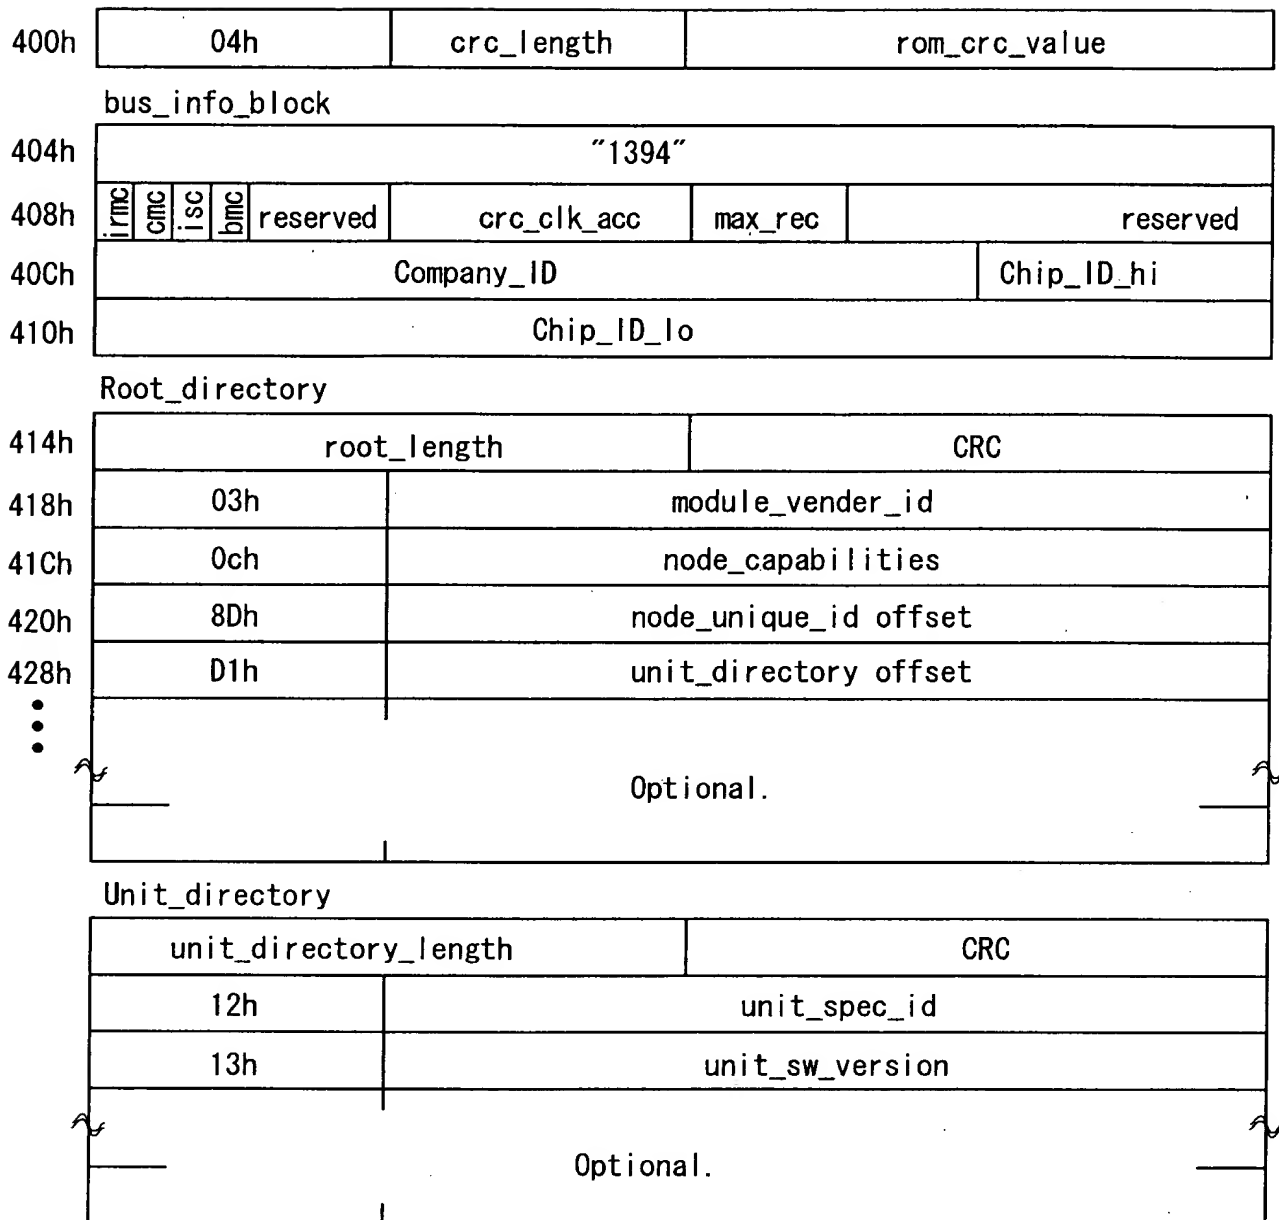 400h 04h crc_length rom_crc_value
bus_info_block
404h "1394"
408h irmc cmc isc bmc reserved crc_clk_acc max_rec reserved
40Ch Company_ID Chip_ID_hi
410h Chip_ID_lo
Root_directory
414h root_length CRC
418h 03h module_vender_id
41Ch 0ch node_capabilities
420h 8Dh node_unique_id offset
428h D1h unit_directory offset
Optional.
Unit_directory
unit_directory_length CRC
12h unit_spec_id
13h unit_sw_version
Optional.